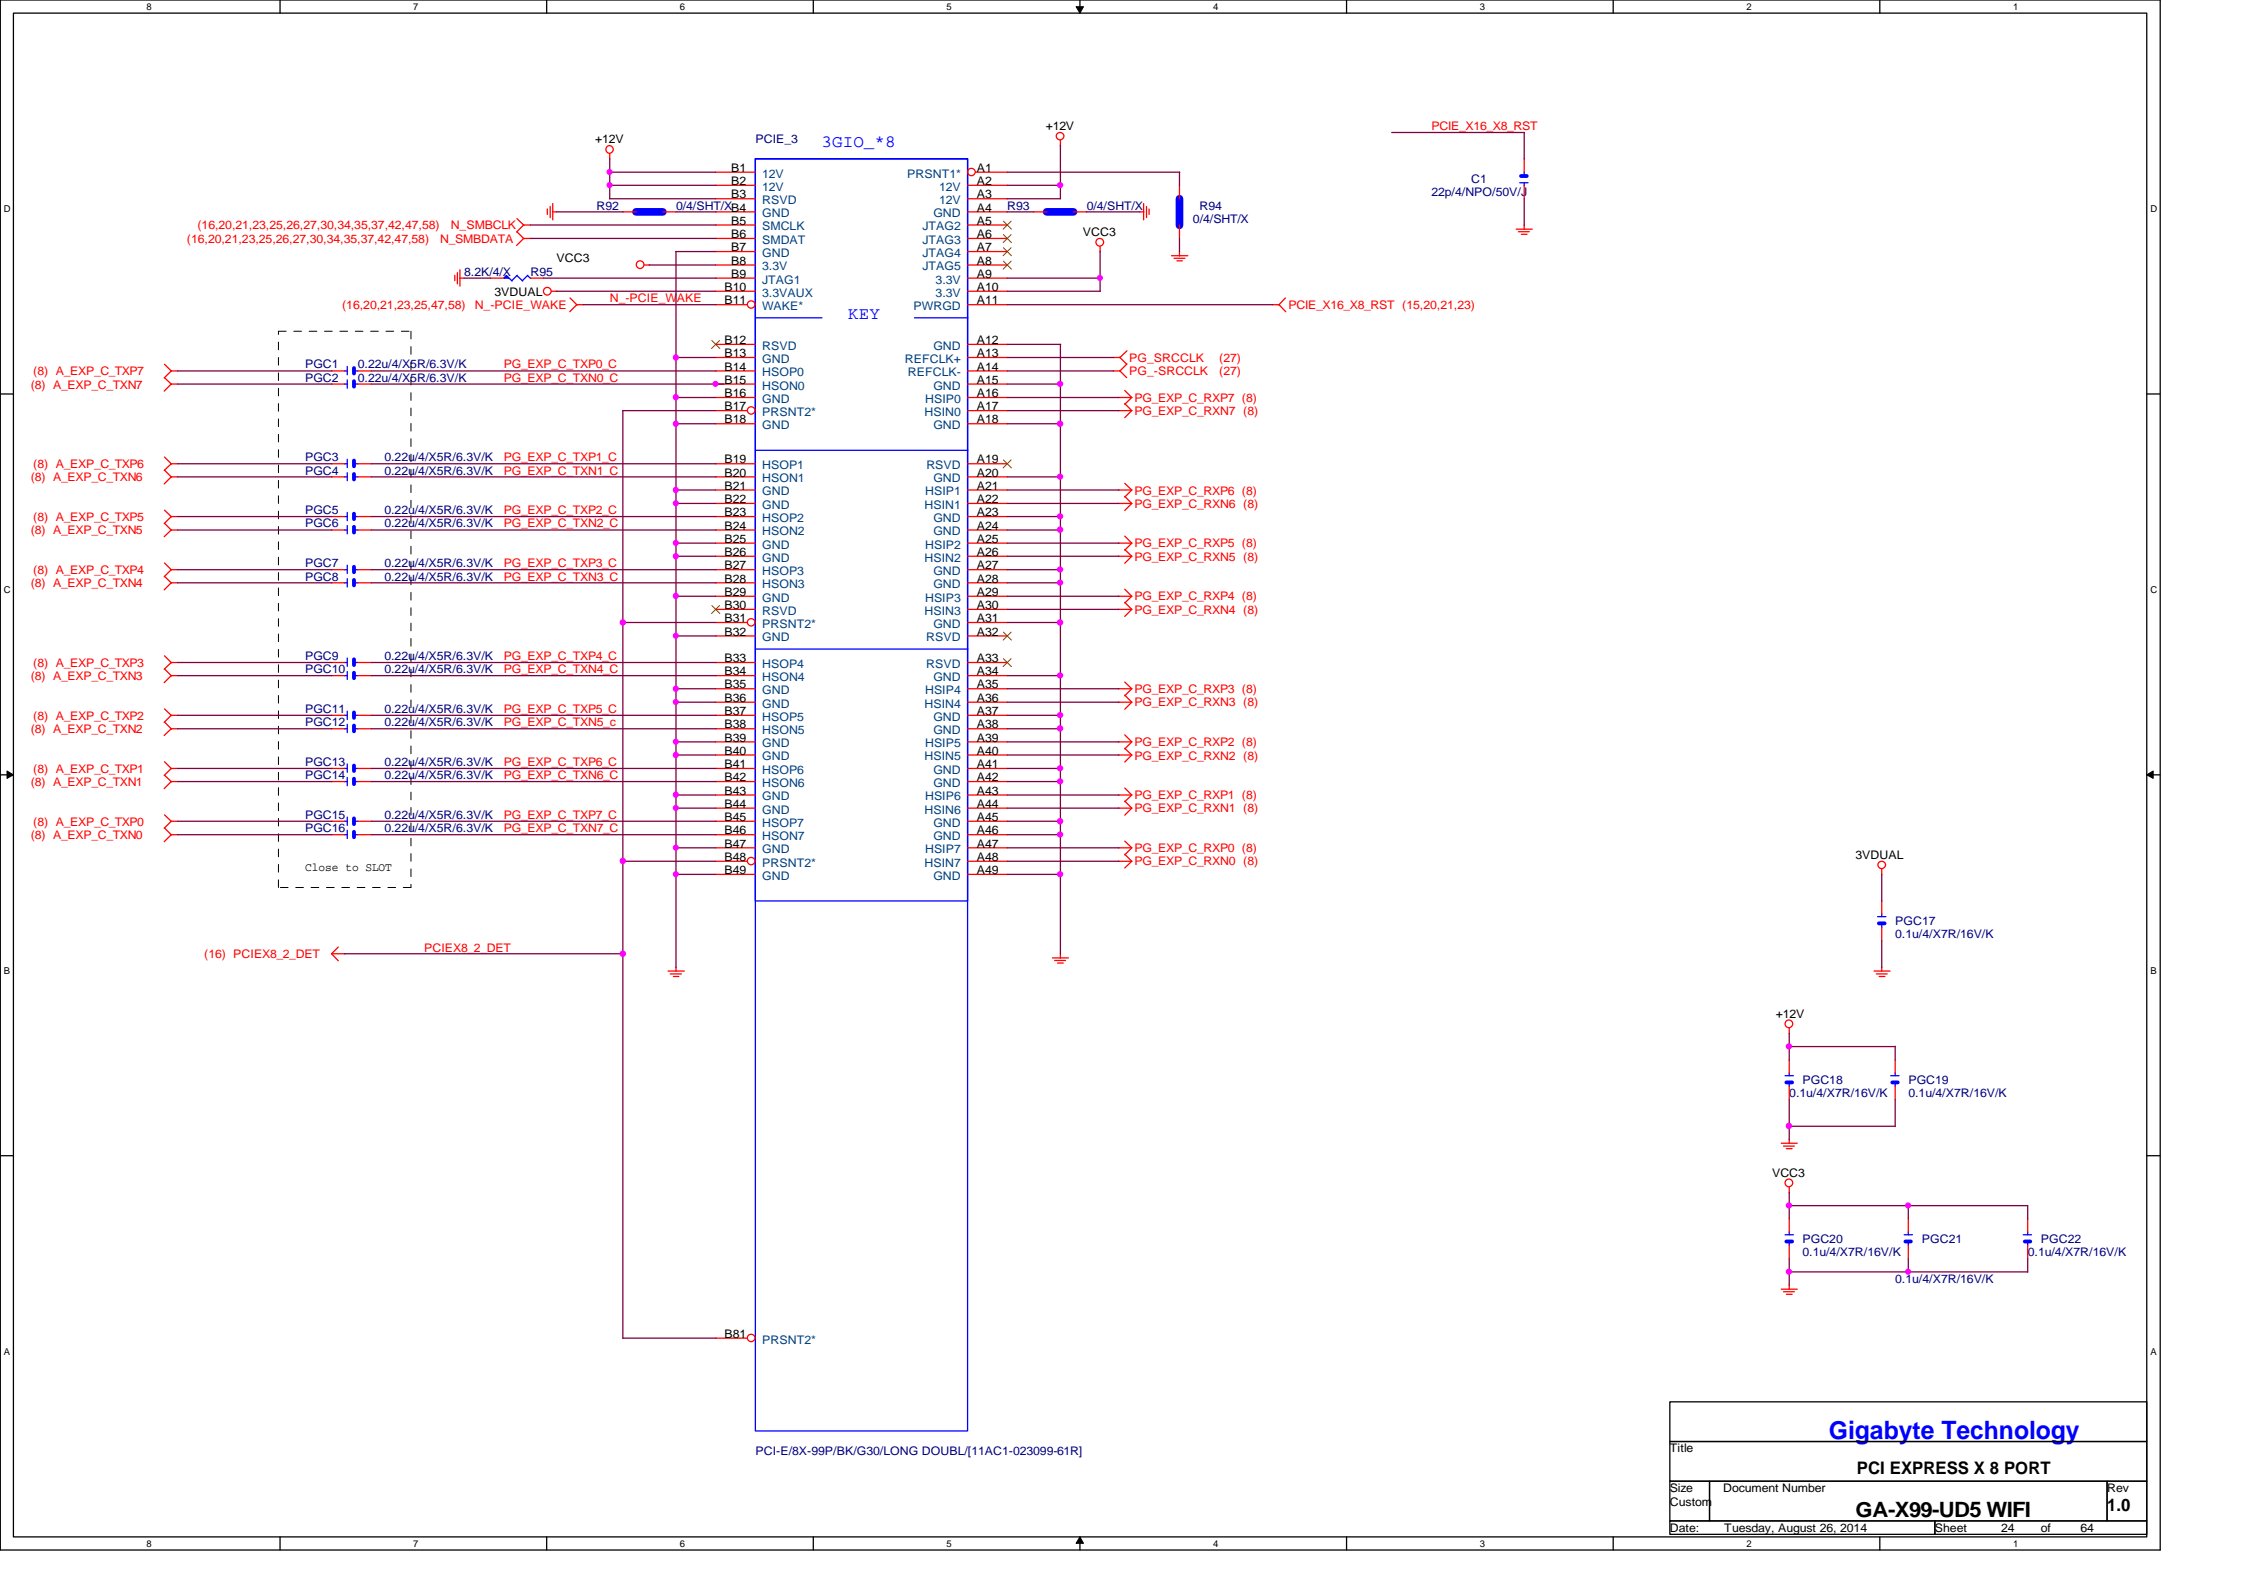 8 7 6 5 4 3 2 1
D
D
C
C
B
B
A
A
+12V
PCIE_3 3GIO_*8
+12V
PCIE_X16_X8_RST
C1
22p/4/NPO/50V/J
B1 12V PRSNT1* A1
B2 12V 12V A2
B3 RSVD 12V A3
R92 0/4/SHT/X B4 GND GND A4 R93 0/4/SHT/X
R94
0/4/SHT/X
(16,20,21,23,25,26,27,30,34,35,37,42,47,58) N_SMBCLK B5 SMCLK JTAG2 A5
(16,20,21,23,25,26,27,30,34,35,37,42,47,58) N_SMBDATA B6 SMDAT JTAG3 A6
VCC3
B7 GND JTAG4 A7
VCC3 B8 3.3V JTAG5 A8
8.2K/4/X R95 B9 JTAG1 3.3V A9
3VDUAL B10 3.3VAUX 3.3V A10
(16,20,21,23,25,47,58) N_-PCIE_WAKE N_-PCIE_WAKE B11 WAKE* PWRGD A11 PCIE_X16_X8_RST (15,20,21,23)
KEY
B12 RSVD GND A12
B13 GND REFCLK+ A13 PG_SRCCLK (27)
(8) A_EXP_C_TXP7 PGC1 0.22u/4/X5R/6.3V/K PG_EXP_C_TXP0_C B14 HSOP0 REFCLK- A14 PG_-SRCCLK (27)
(8) A_EXP_C_TXN7 PGC2 0.22u/4/X5R/6.3V/K PG_EXP_C_TXN0_C B15 HSON0 GND A15
B16 GND HSIP0 A16 PG_EXP_C_RXP7 (8)
B17 PRSNT2* HSIN0 A17 PG_EXP_C_RXN7 (8)
B18 GND GND A18
(8) A_EXP_C_TXP6 PGC3 0.22u/4/X5R/6.3V/K PG_EXP_C_TXP1_C B19 HSOP1 RSVD A19
(8) A_EXP_C_TXN6 PGC4 0.22u/4/X5R/6.3V/K PG_EXP_C_TXN1_C B20 HSON1 GND A20
B21 GND HSIP1 A21 PG_EXP_C_RXP6 (8)
B22 GND HSIN1 A22 PG_EXP_C_RXN6 (8)
(8) A_EXP_C_TXP5 PGC5 0.22u/4/X5R/6.3V/K PG_EXP_C_TXP2_C B23 HSOP2 GND A23
(8) A_EXP_C_TXN5 PGC6 0.22u/4/X5R/6.3V/K PG_EXP_C_TXN2_C B24 HSON2 GND A24
B25 GND HSIP2 A25 PG_EXP_C_RXP5 (8)
B26 GND HSIN2 A26 PG_EXP_C_RXN5 (8)
(8) A_EXP_C_TXP4 PGC7 0.22u/4/X5R/6.3V/K PG_EXP_C_TXP3_C B27 HSOP3 GND A27
(8) A_EXP_C_TXN4 PGC8 0.22u/4/X5R/6.3V/K PG_EXP_C_TXN3_C B28 HSON3 GND A28
B29 GND HSIP3 A29 PG_EXP_C_RXP4 (8)
B30 RSVD HSIN3 A30 PG_EXP_C_RXN4 (8)
B31 PRSNT2* GND A31
B32 GND RSVD A32
(8) A_EXP_C_TXP3 PGC9 0.22u/4/X5R/6.3V/K PG_EXP_C_TXP4_C B33 HSOP4 RSVD A33
(8) A_EXP_C_TXN3 PGC10 0.22u/4/X5R/6.3V/K PG_EXP_C_TXN4_C B34 HSON4 GND A34
B35 GND HSIP4 A35 PG_EXP_C_RXP3 (8)
B36 GND HSIN4 A36 PG_EXP_C_RXN3 (8)
(8) A_EXP_C_TXP2 PGC11 0.22u/4/X5R/6.3V/K PG_EXP_C_TXP5_C B37 HSOP5 GND A37
(8) A_EXP_C_TXN2 PGC12 0.22u/4/X5R/6.3V/K PG_EXP_C_TXN5_c B38 HSON5 GND A38
B39 GND HSIP5 A39 PG_EXP_C_RXP2 (8)
B40 GND HSIN5 A40 PG_EXP_C_RXN2 (8)
(8) A_EXP_C_TXP1 PGC13 0.22u/4/X5R/6.3V/K PG_EXP_C_TXP6_C B41 HSOP6 GND A41
(8) A_EXP_C_TXN1 PGC14 0.22u/4/X5R/6.3V/K PG_EXP_C_TXN6_C B42 HSON6 GND A42
B43 GND HSIP6 A43 PG_EXP_C_RXP1 (8)
B44 GND HSIN6 A44 PG_EXP_C_RXN1 (8)
(8) A_EXP_C_TXP0 PGC15 0.22u/4/X5R/6.3V/K PG_EXP_C_TXP7_C B45 HSOP7 GND A45
(8) A_EXP_C_TXN0 PGC16 0.22u/4/X5R/6.3V/K PG_EXP_C_TXN7_C B46 HSON7 GND A46
B47 GND HSIP7 A47 PG_EXP_C_RXP0 (8)
B48 PRSNT2* HSIN7 A48 PG_EXP_C_RXN0 (8)
B49 GND GND A49
Close to SLOT
(16) PCIEX8_2_DET PCIEX8_2_DET
3VDUAL
PGC17
0.1u/4/X7R/16V/K
+12V
PGC18 PGC19
0.1u/4/X7R/16V/K 0.1u/4/X7R/16V/K
VCC3
PGC20 PGC21 PGC22
0.1u/4/X7R/16V/K 0.1u/4/X7R/16V/K
0.1u/4/X7R/16V/K
B81 PRSNT2*
PCI-E/8X-99P/BK/G30/LONG DOUBL/[11AC1-023099-61R]
Gigabyte Technology
Title
PCI EXPRESS X 8 PORT
Size Document Number Rev
Custom GA-X99-UD5 WIFI 1.0
Date: Tuesday, August 26, 2014 Sheet 24 of 64
8 7 6 5 4 3 2 1